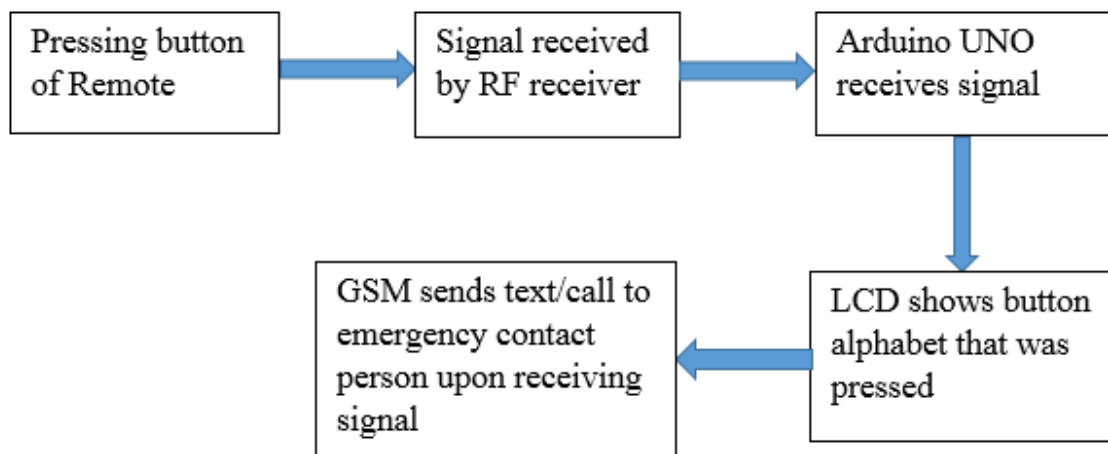 Pressing button
of Remote
Signal received
by RF receiver
Arduino UNO
receives signal
LCD shows button
alphabet that was
pressed
GSM sends text/call to
emergency contact
person upon receiving
signal